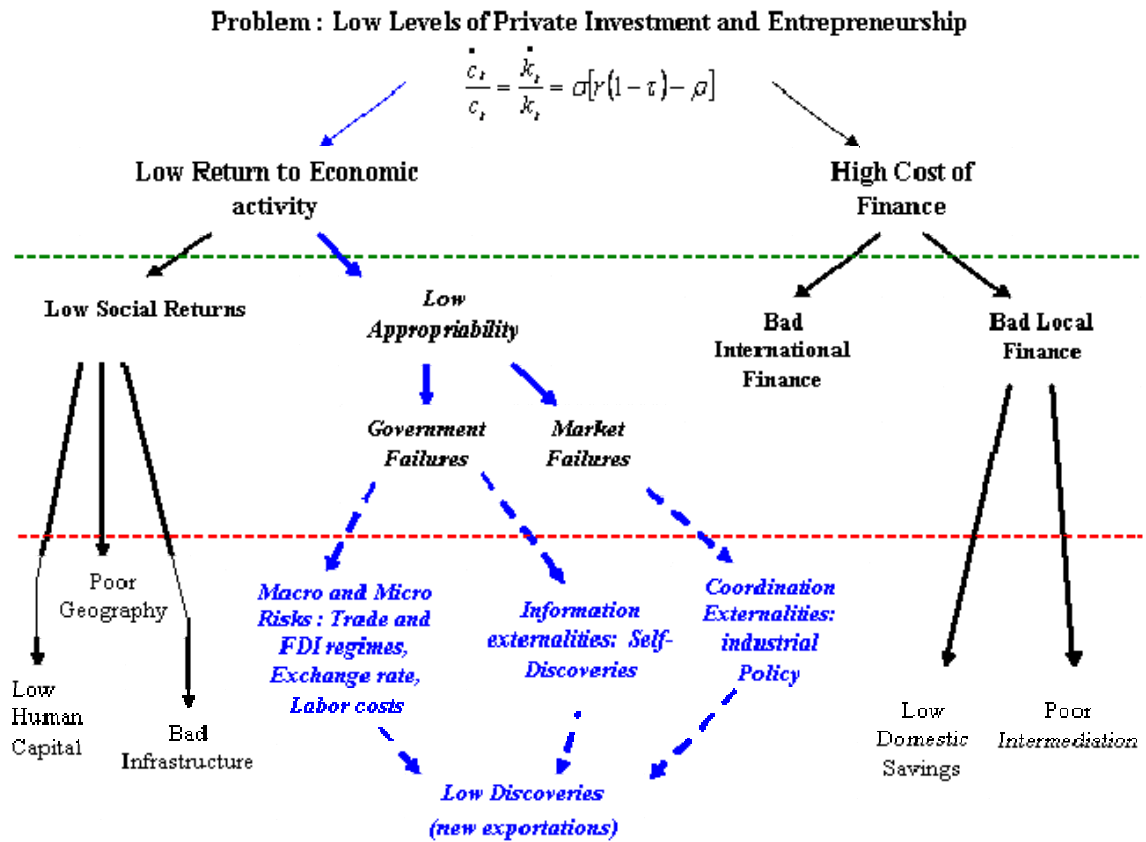 Problem : Low Levels of Private Investment and Entrepreneurship
ċₜ/cₜ = k̇ₜ/kₜ = σ[r(1 − τ) − ρ]
Low Return to Economic
activity
High Cost of
Finance
Low Social Returns
Low
Appropriability
Bad
International
Finance
Bad Local
Finance
Government
Failures
Market
Failures
Poor
Geography
Macro and Micro
Risks : Trade and
FDI regimes,
Exchange rate,
Labor costs
Information
externalities: Self-
Discoveries
Coordination
Externalities:
industrial
Policy
Low
Human
Capital
Bad
Infrastructure
Low
Domestic
Savings
Poor
Intermediation
Low Discoveries
(new exportations)